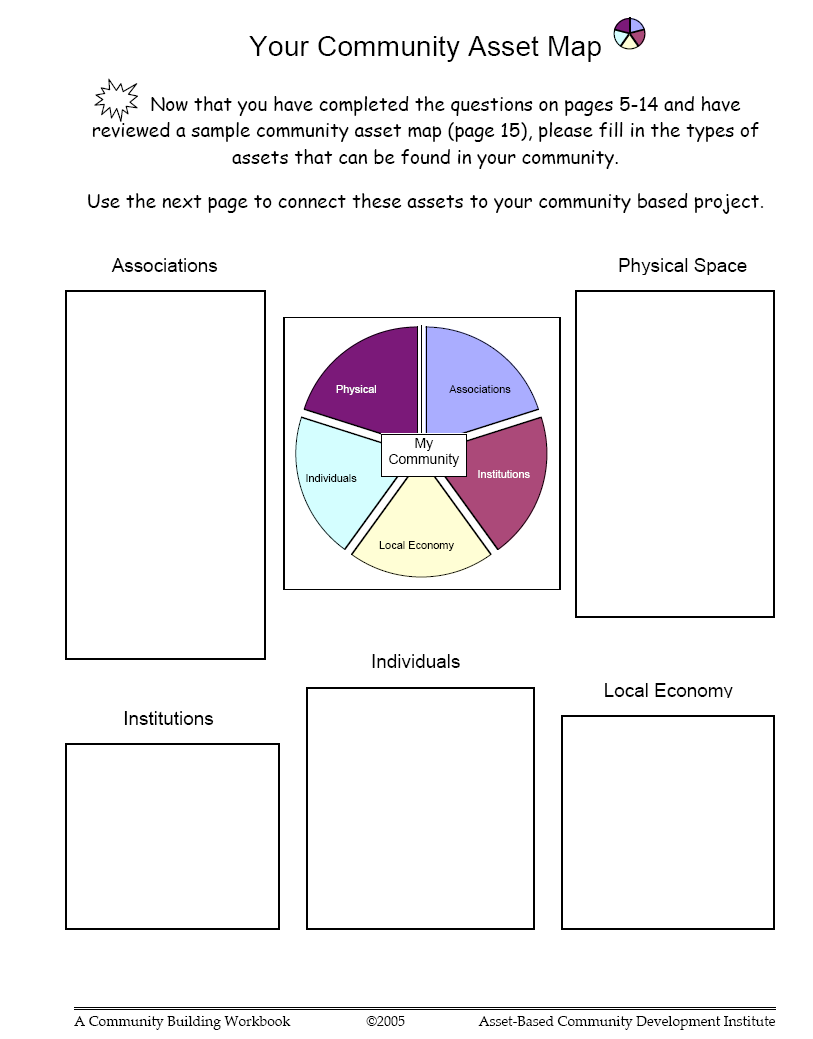 Your Community Asset Map
Now that you have completed the questions on pages 5-14 and have
reviewed a sample community asset map (page 15), please fill in the types of
assets that can be found in your community.
Use the next page to connect these assets to your community based project.
Associations
Physical Space
Physical
Associations
My
Community
Individuals
Institutions
Local Economy
Individuals
Local Economy
Institutions
A Community Building Workbook ©2005 Asset-Based Community Development Institute